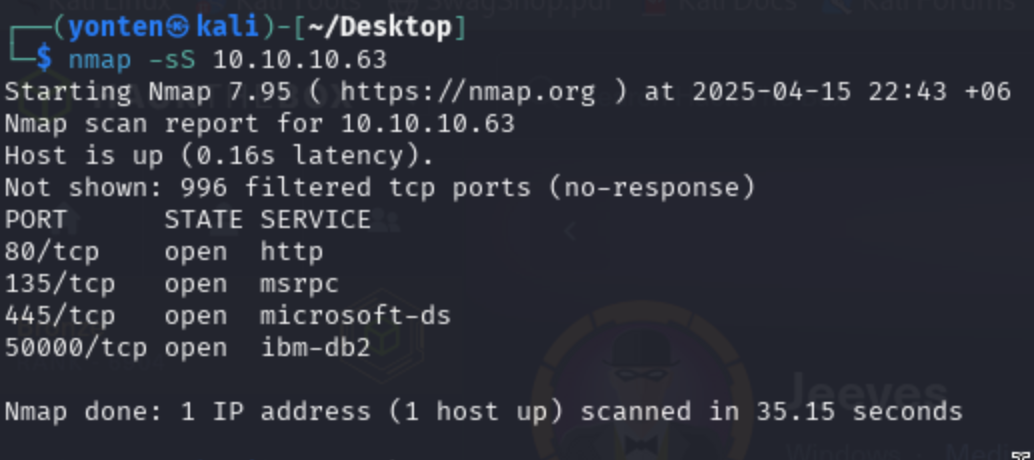 (yonten㉿kali)-[~/Desktop]
$ nmap -sS 10.10.10.63
Starting Nmap 7.95 ( https://nmap.org ) at 2025-04-15 22:43 +06
Nmap scan report for 10.10.10.63
Host is up (0.16s latency).
Not shown: 996 filtered tcp ports (no-response)
PORT      STATE SERVICE
80/tcp    open  http
135/tcp   open  msrpc
445/tcp   open  microsoft-ds
50000/tcp open  ibm-db2
Nmap done: 1 IP address (1 host up) scanned in 35.15 seconds
Jeeves